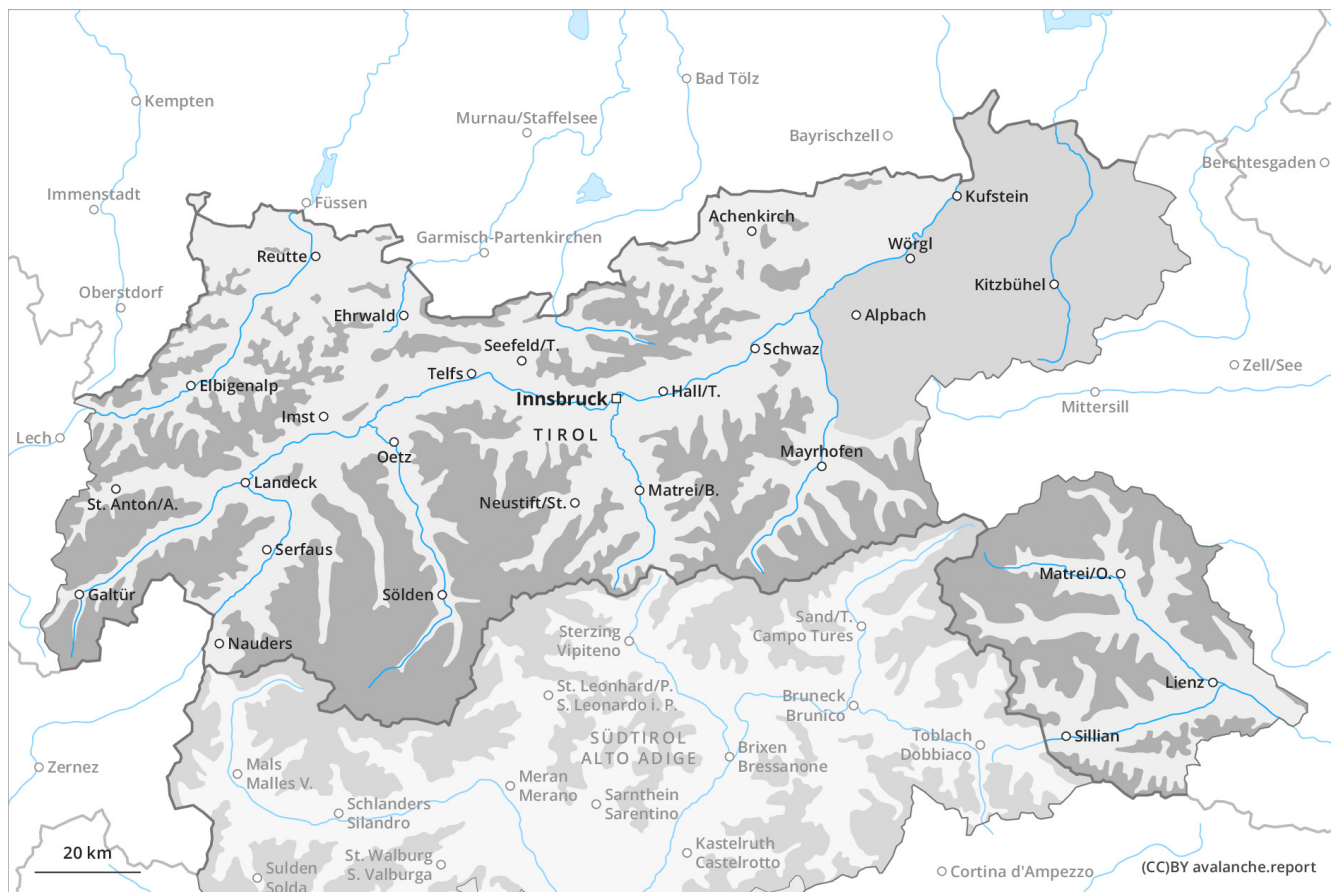 Bad Tölz
Kempten
Murnau/Staffelsee
Bayrischzell
Berchtesgaden
Immenstadt
Füssen
Kufstein
Achenkirch
Garmisch-Partenkirchen
Wörgl
Reutte
Kitzbühel
Oberstdorf
Ehrwald
Alpbach
Seefeld/T.
Schwaz
Zell/See
Telfs
Elbigenalp
Innsbruck
Hall/T.
Mittersill
Imst
Lech
TIROL
Oetz
Mayrhofen
Landeck
Matrei/B.
St. Anton/A.
Neustift/St.
Serfaus
Matrei/O.
Galtür
Sölden
Sand/T.
Campo Tures
Sterzing
Vipiteno
Nauders
Lienz
St. Leonhard/P.
S. Leonardo i. P.
Bruneck
Brunico
SÜDTIROL
ALTO ADIGE
Toblach
Dobbiaco
Sillian
Brixen
Bressanone
Zernez
Mals
Malles V.
Meran
Merano
Sarnthein
Sarentino
Schlanders
Silandro
20 km
Kastelruth
Castelrotto
St. Walburg
S. Valburga
Sulden
Solda
Cortina d'Ampezzo
(CC)BY avalanche.report